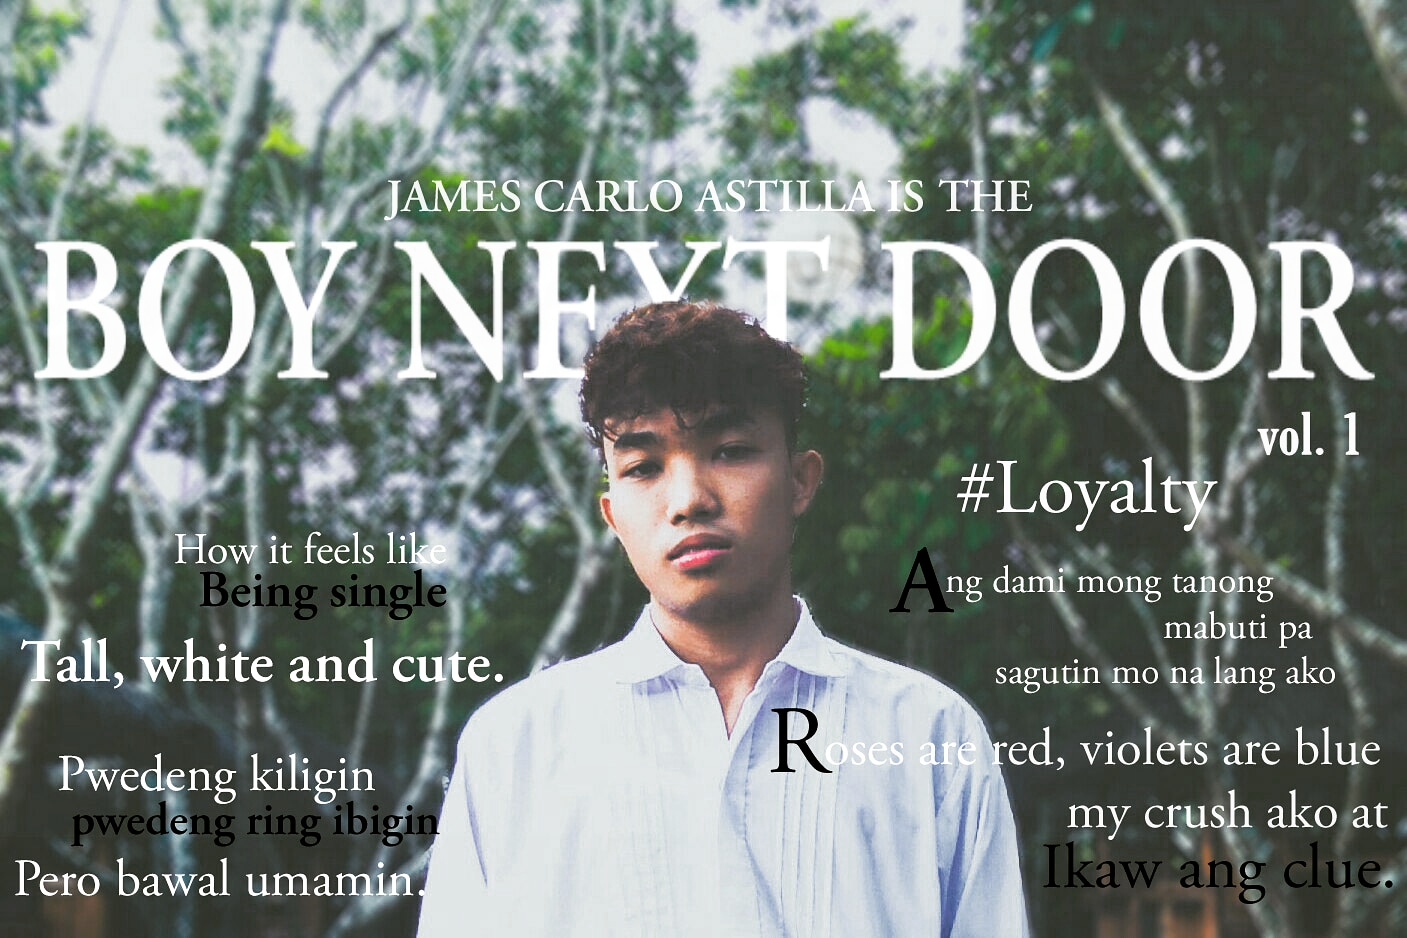 JAMES CARLO ASTILLA IS THE
BOY NEXT DOOR
vol. 1
#Loyalty
How it feels like
Being single
Tall, white and cute.
Pwedeng kiligin
pwedeng ring ibigin
Pero bawal umamin.
Ang dami mong tanong
mabuti pa
sagutin mo na lang ako
Roses are red, violets are blue
my crush ako at
Ikaw ang clue.